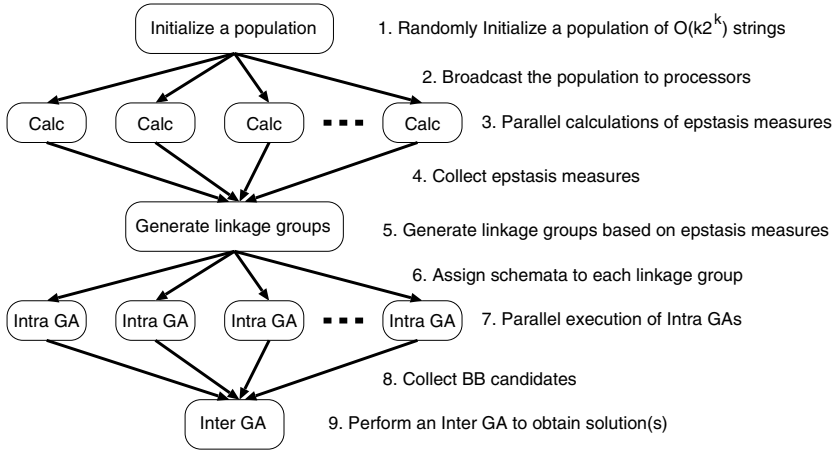 Initialize a population
1. Randomly Initialize a population of O(k2^k) strings
2. Broadcast the population to processors
Calc Calc Calc Calc
3. Parallel calculations of epstasis measures
4. Collect epstasis measures
Generate linkage groups
5. Generate linkage groups based on epstasis measures
6. Assign schemata to each linkage group
Intra GA Intra GA Intra GA Intra GA
7. Parallel execution of Intra GAs
8. Collect BB candidates
Inter GA
9. Perform an Inter GA to obtain solution(s)